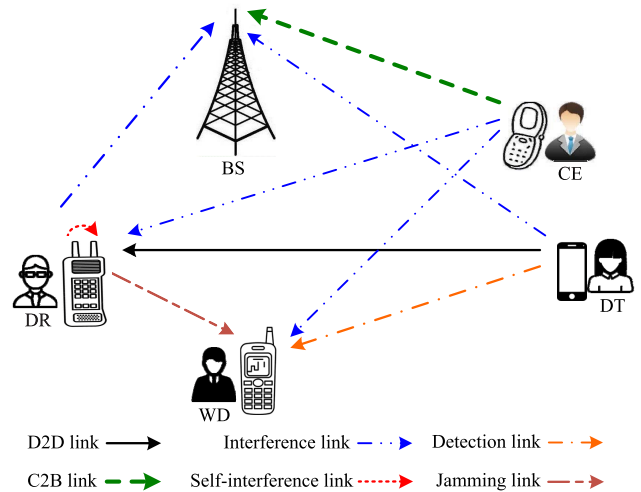 BS
CE
DR
DT
WD
D2D link
Interference link
Detection link
C2B link
Self-interference link
Jamming link